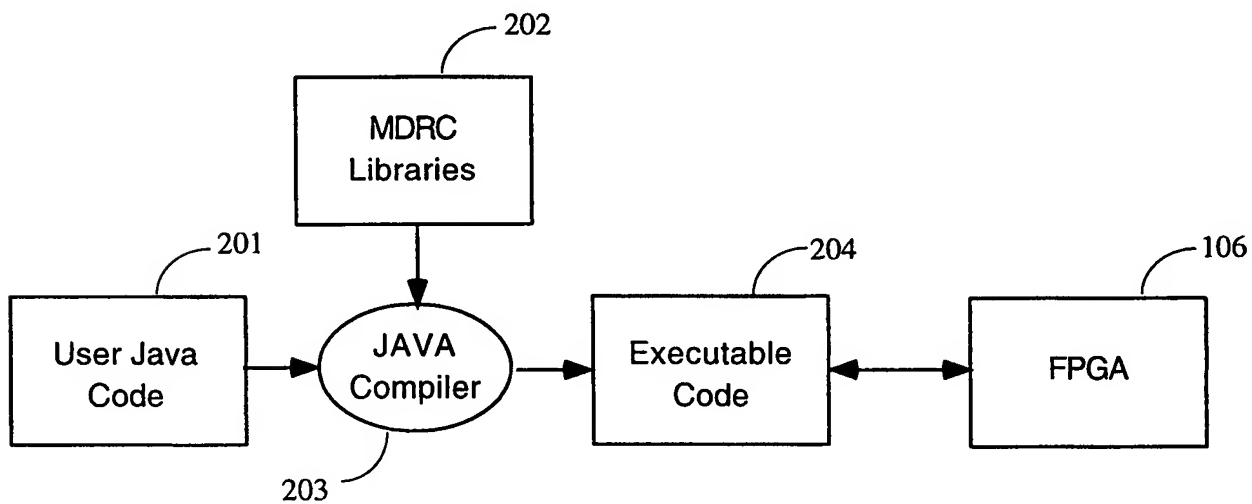 202
MDRC
Libraries
201
204
106
User Java
Code
JAVA
Compiler
Executable
Code
FPGA
203